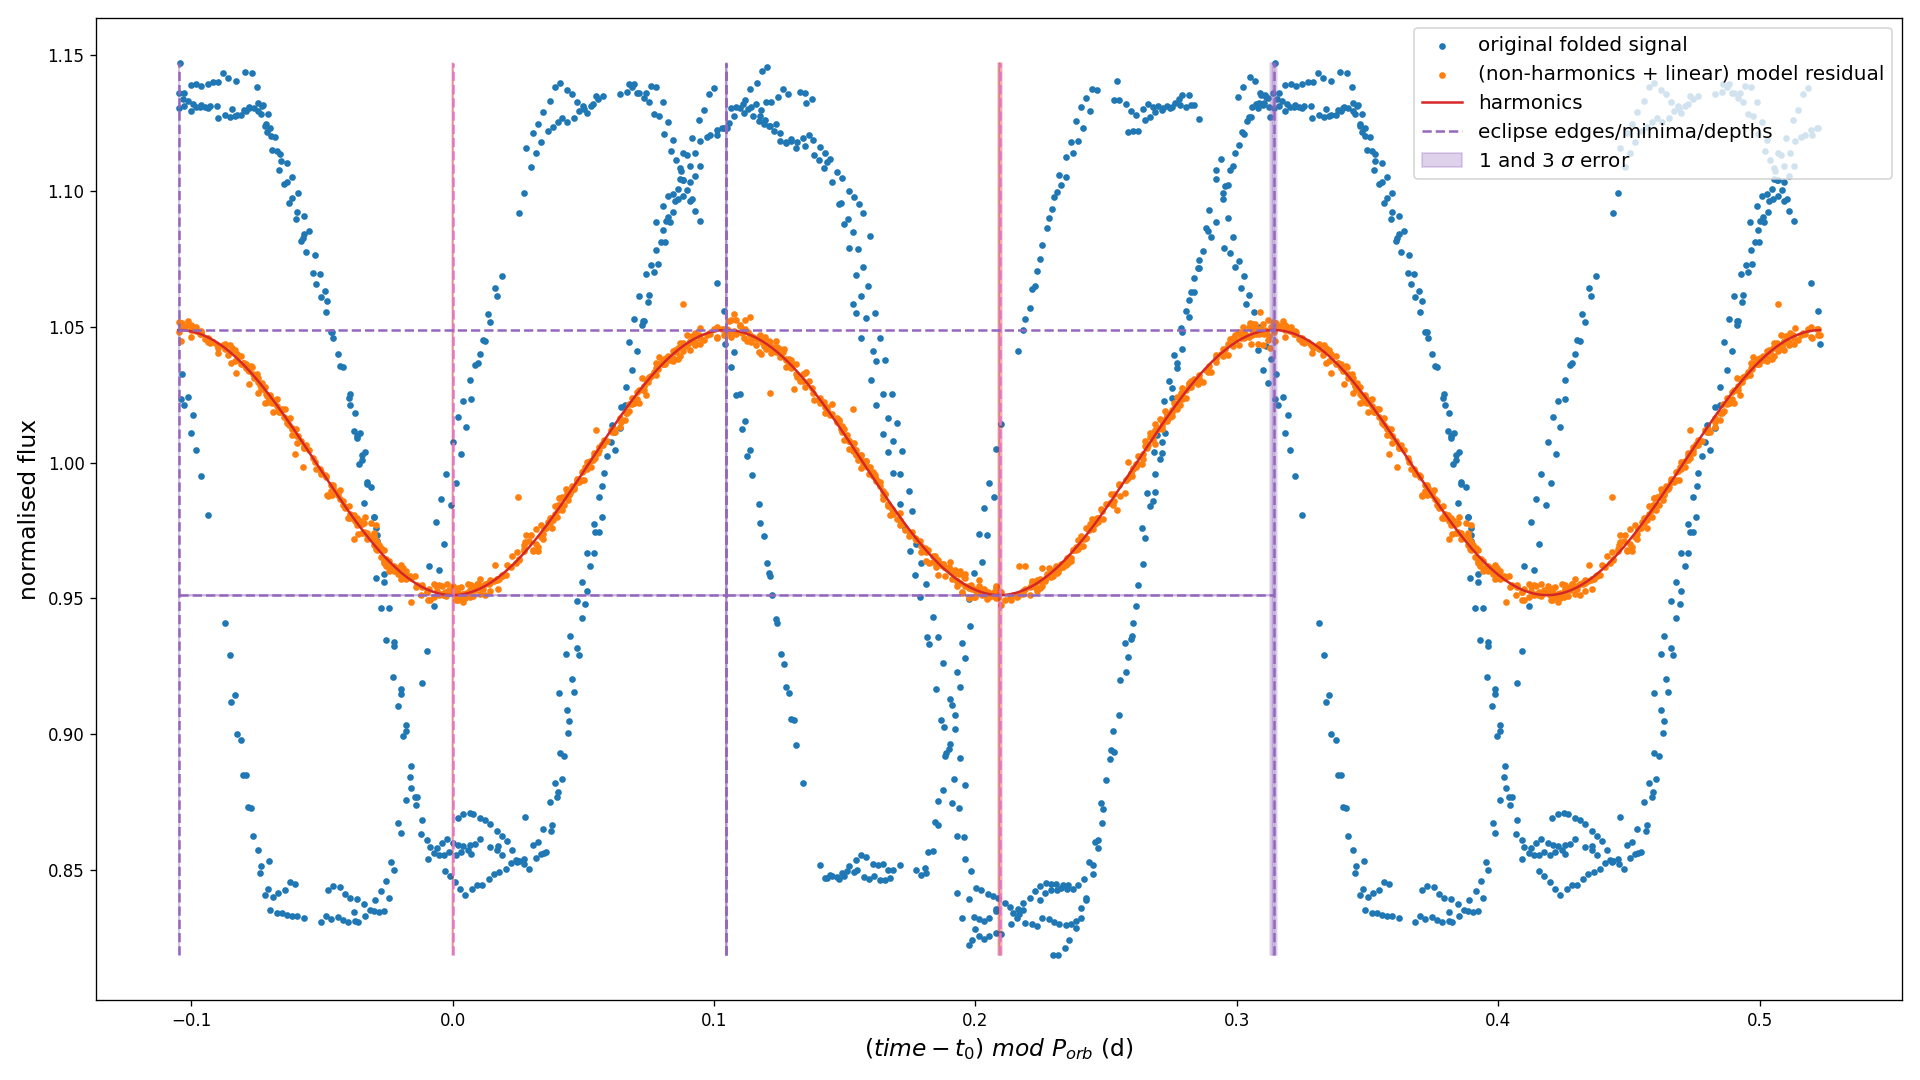 original folded signal
(non-harmonics + linear) model residual
harmonics
eclipse edges/minima/depths
1 and 3 σ error
normalised flux
1.15
1.10
1.05
1.00
0.95
0.90
0.85
−0.1 0.0 0.1 0.2 0.3 0.4 0.5
(time − t₀) mod Pₒᵣb (d)